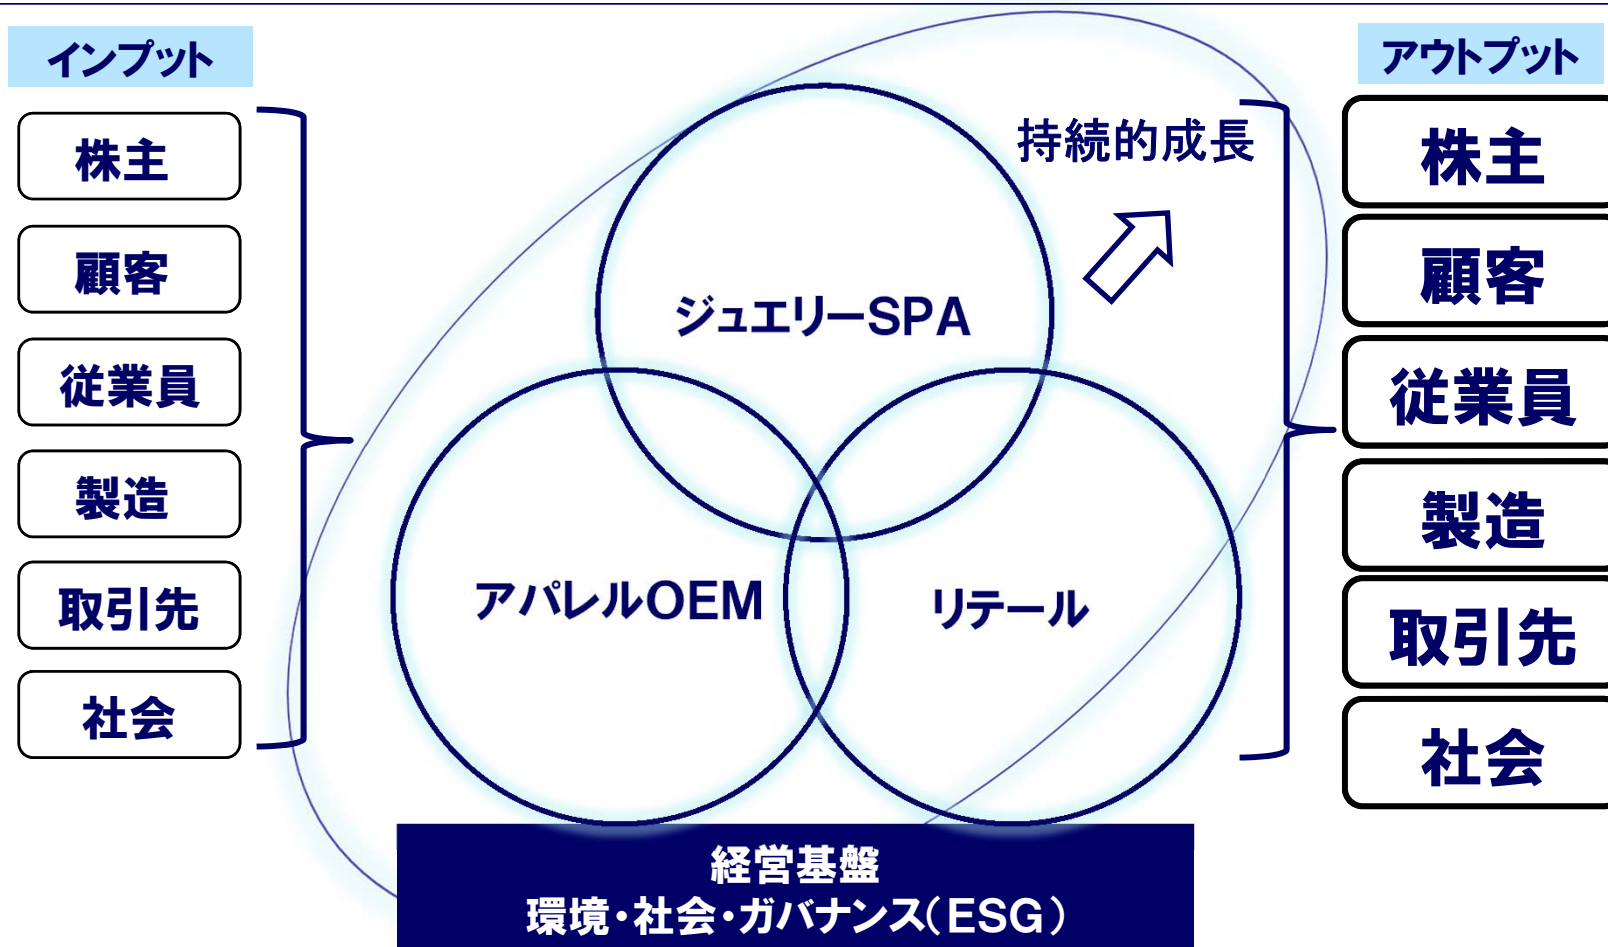 インプット
株主
顧客
従業員
製造
取引先
社会
持続的成長
ジュエリーSPA
アパレルOEM
リテール
経営基盤
環境・社会・ガバナンス(ESG)
アウトプット
株主
顧客
従業員
製造
取引先
社会